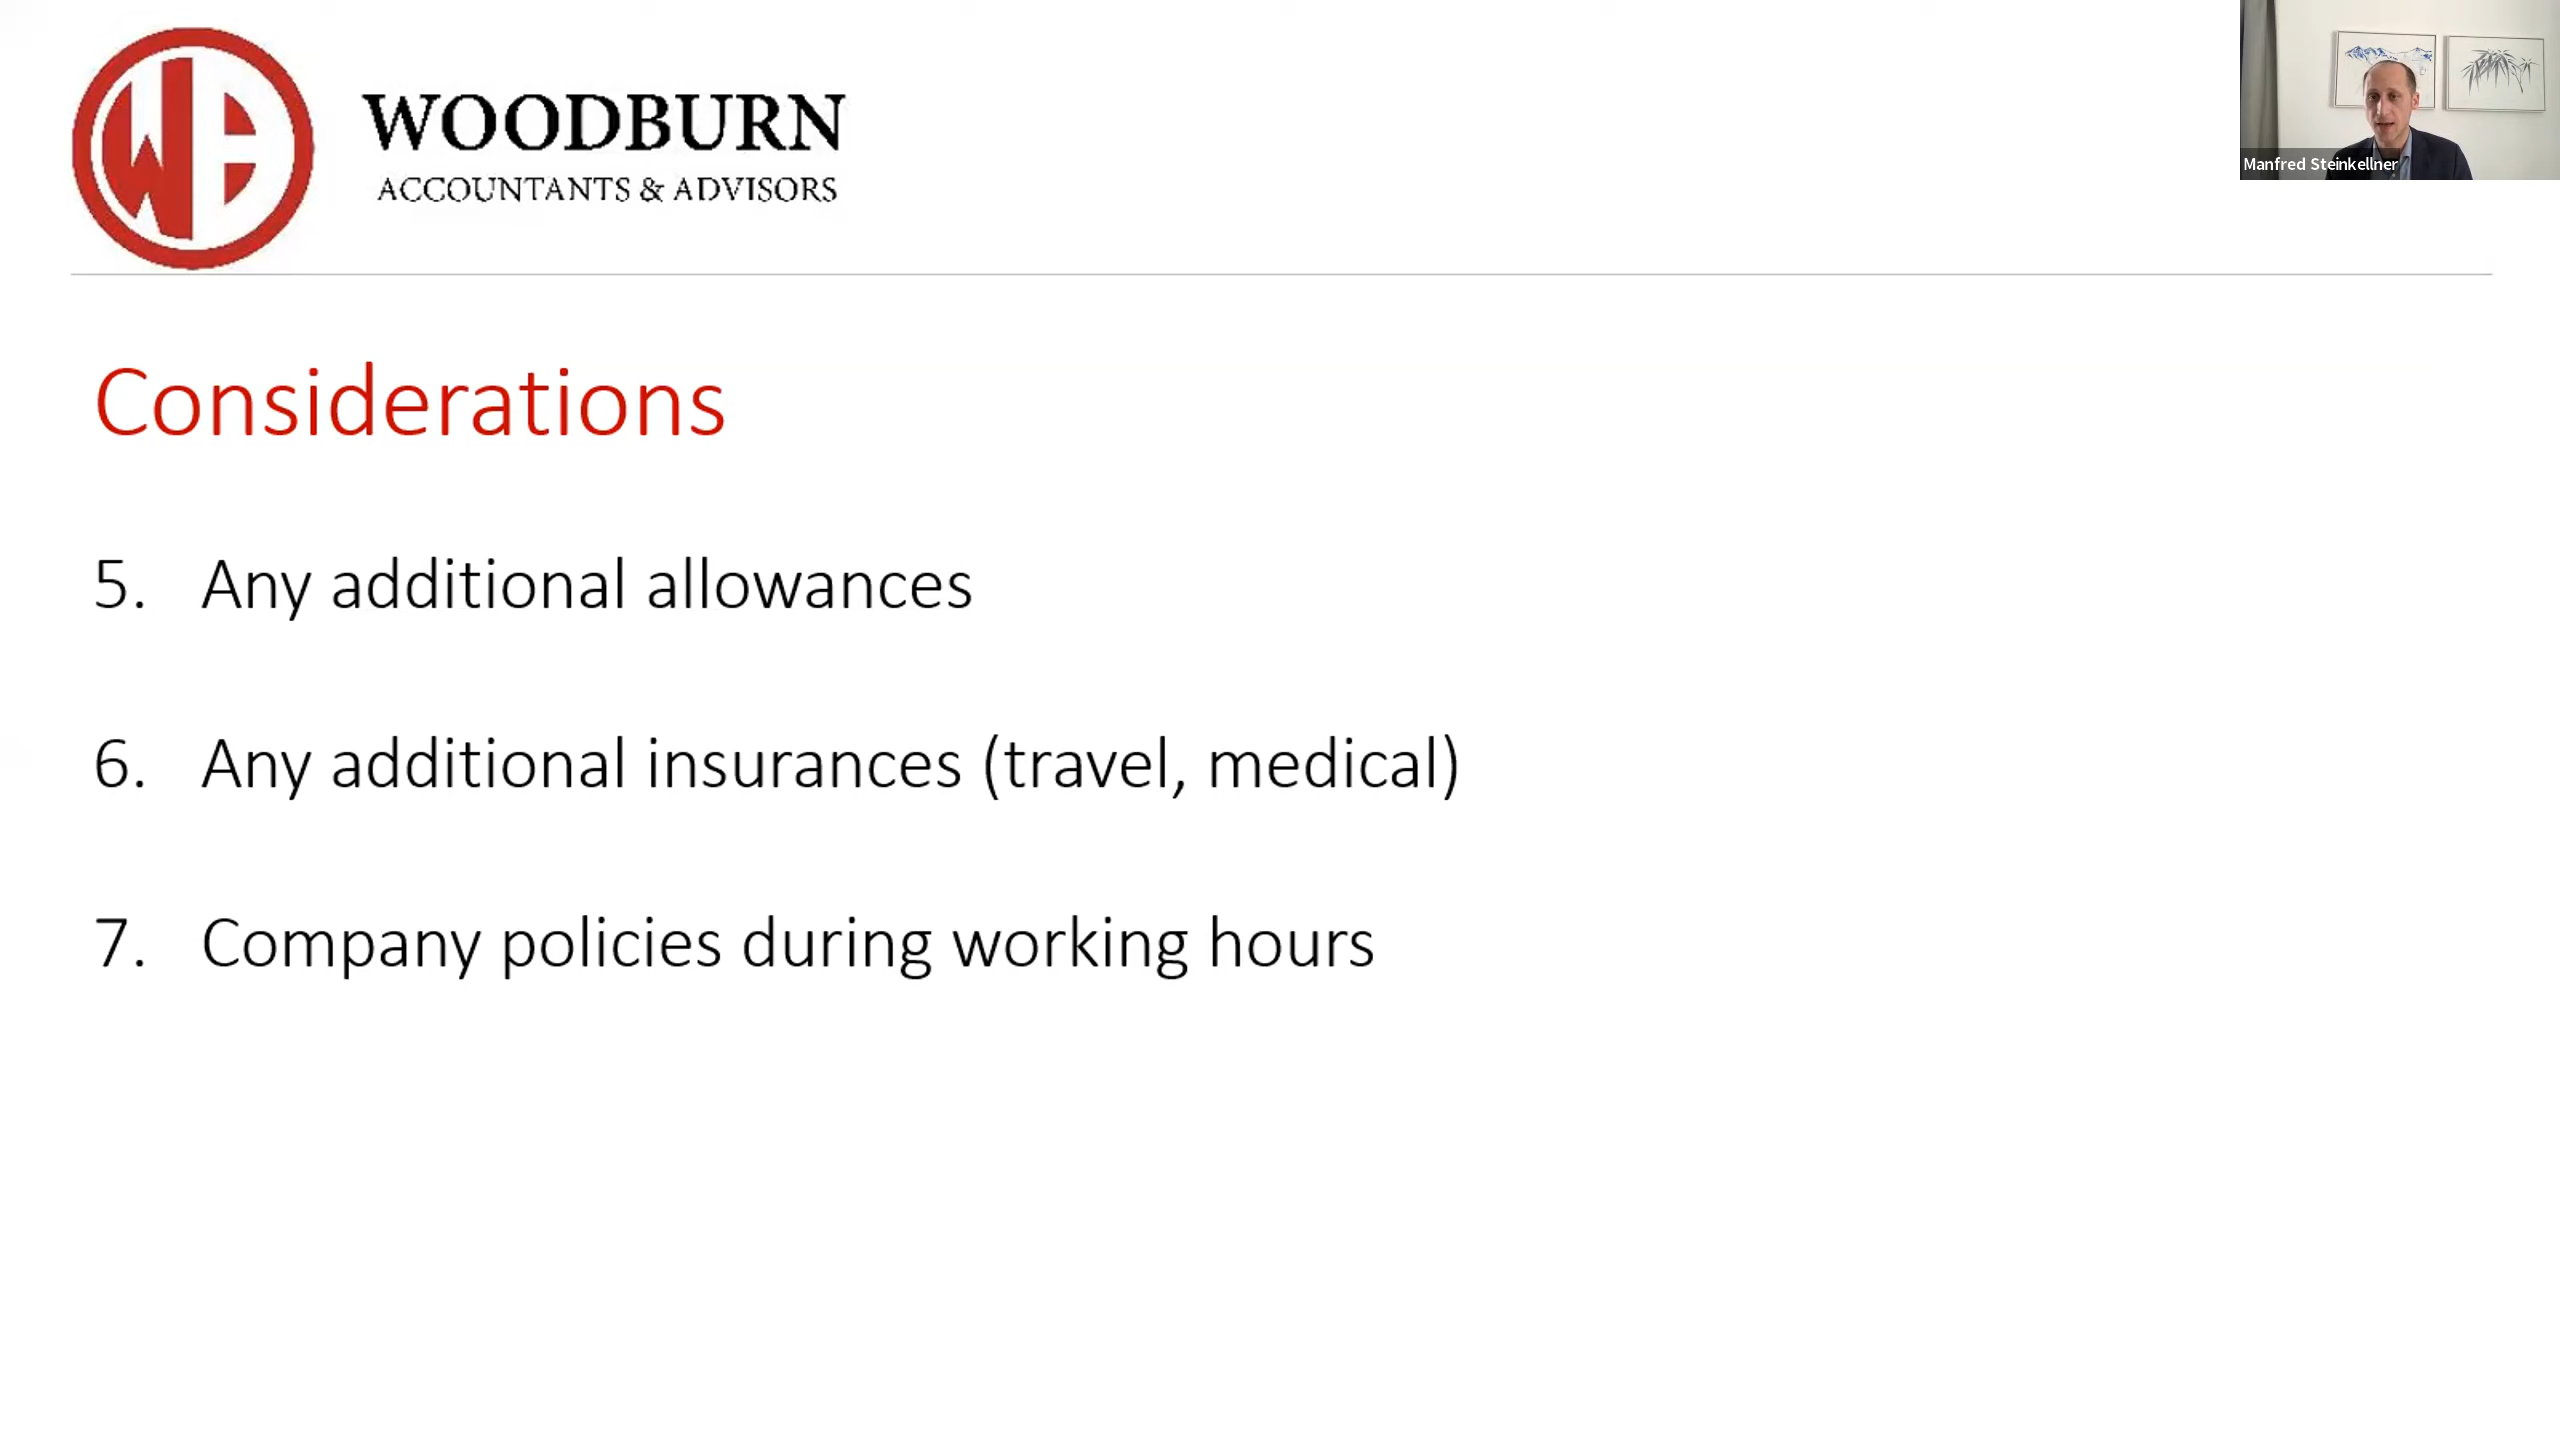 WOODBURN
ACCOUNTANTS & ADVISORS
Manfred Steinkellner
Considerations
5. Any additional allowances
6. Any additional insurances (travel, medical)
7. Company policies during working hours